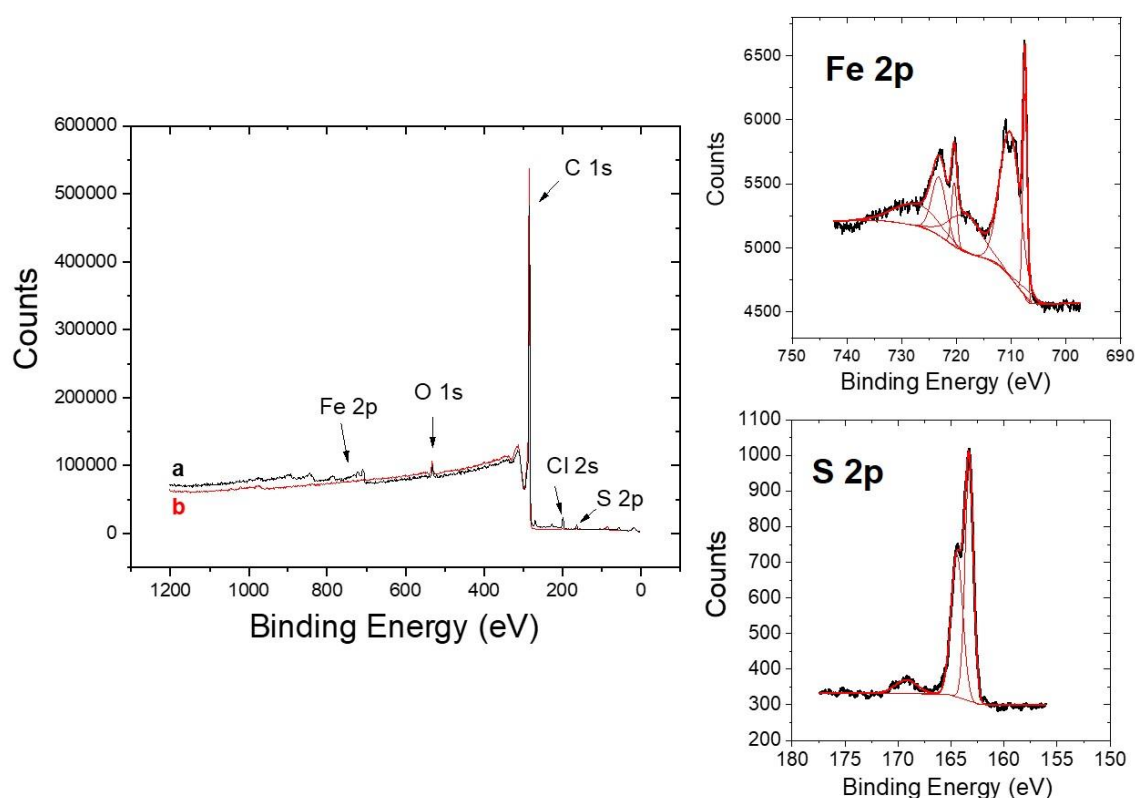 600000
500000
400000
300000
200000
100000
0
Counts
C 1s
Fe 2p
O 1s
Cl 2s
S 2p
a
b
1200 1000 800 600 400 200 0
Binding Energy (eV)
Fe 2p
6500
6000
5500
5000
4500
Counts
750 740 730 720 710 700 690
Binding Energy (eV)
S 2p
1100
1000
900
800
700
600
500
400
300
200
Counts
180 175 170 165 160 155 150
Binding Energy (eV)